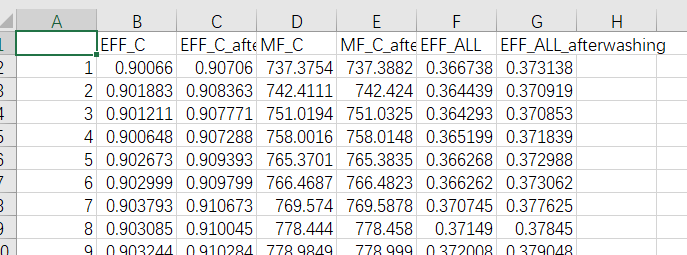 A B C D E F G H
EFF_C EFF_C_afte MF_C MF_C_afte EFF_ALL EFF_ALL_afterwashing
2 1 0.90066 0.90706 737.3754 737.3882 0.366738 0.373138
3 2 0.901883 0.908363 742.4111 742.424 0.364439 0.370919
4 3 0.901211 0.907771 751.0194 751.0325 0.364293 0.370853
5 4 0.900648 0.907288 758.0016 758.0148 0.365199 0.371839
6 5 0.902673 0.909393 765.3701 765.3835 0.366268 0.372988
7 6 0.902999 0.909799 766.4687 766.4823 0.366262 0.373062
8 7 0.903793 0.910673 769.574 769.5878 0.370745 0.377625
9 8 0.903085 0.910045 778.444 778.458 0.37149 0.37845
9 0.903244 0.910284 778.9849 778.999 0.372008 0.379048